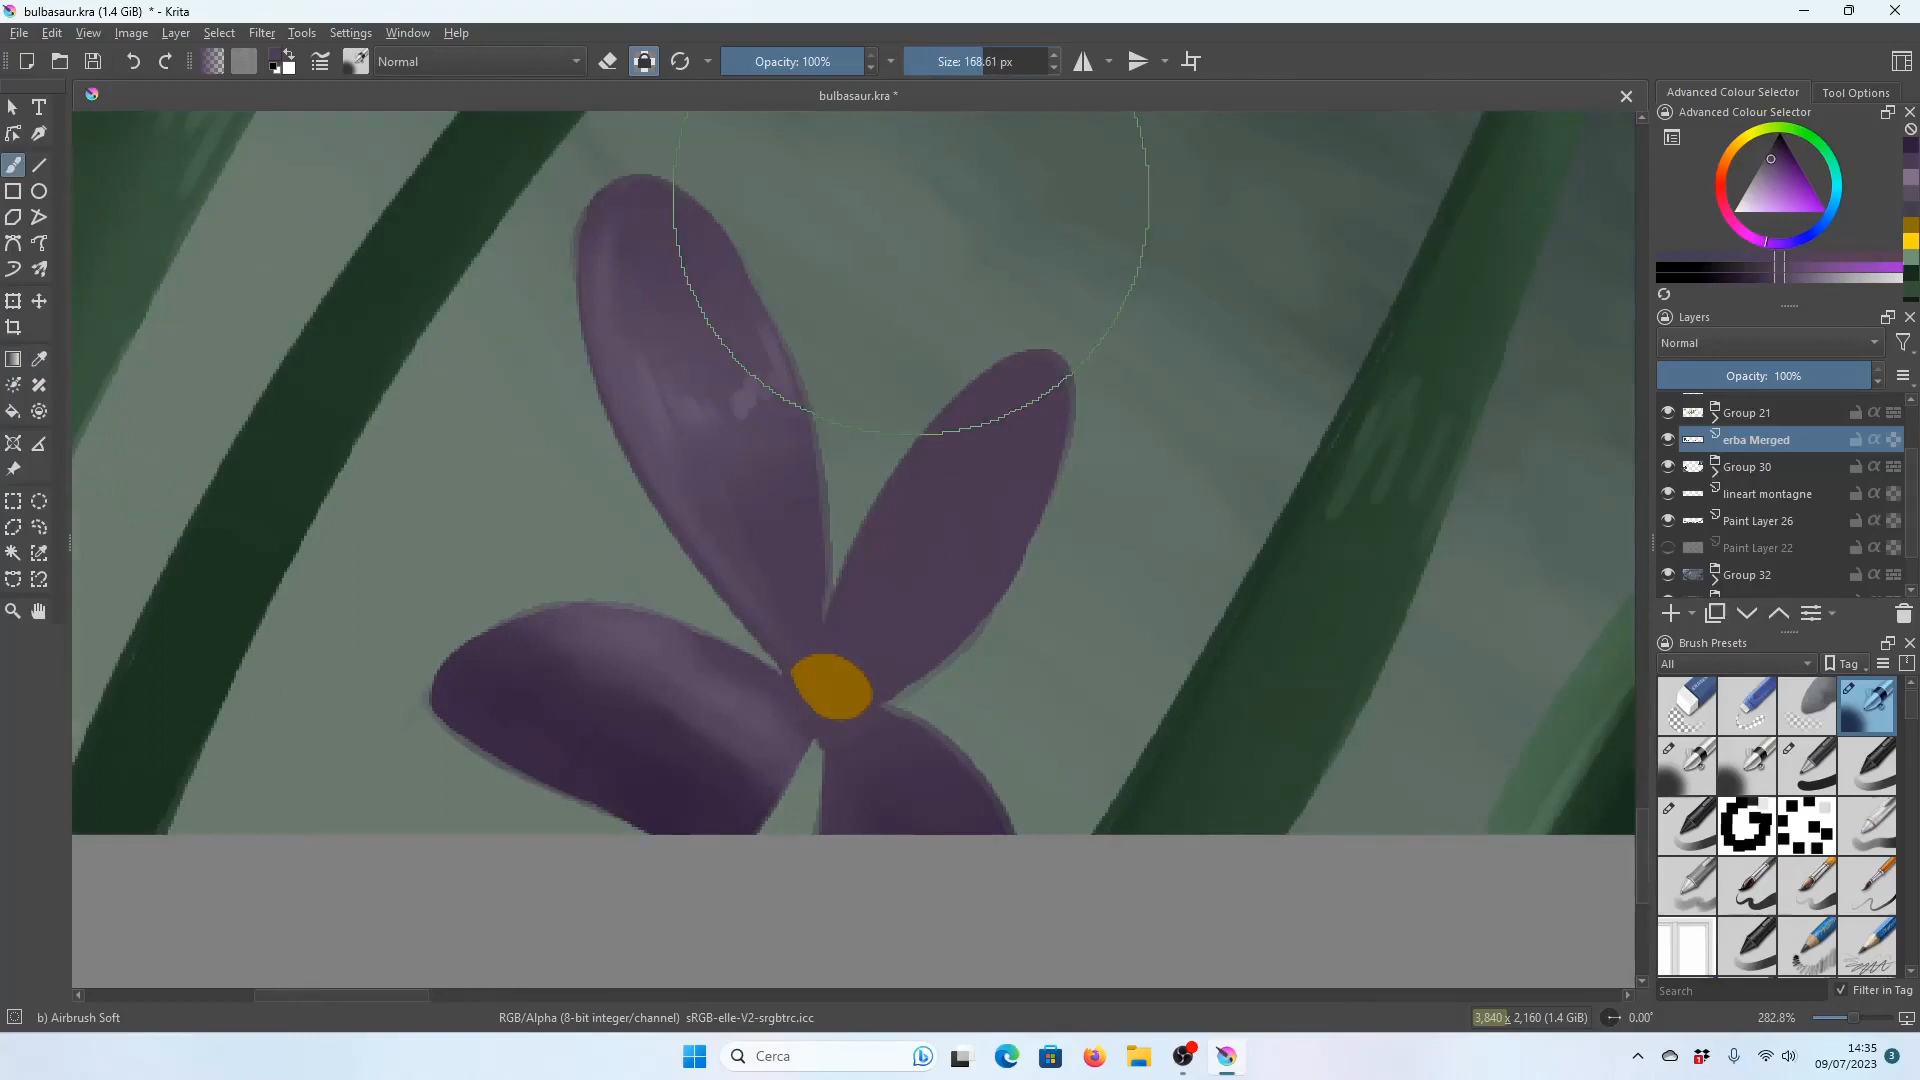 bulbasaur.kra (1.4 GiB)  * - Krita
File Edit View Image Layer Select Filter Tools Settings Window Help
Normal
Opacity: 100%
Size: 168.61 px
bulbasaur.kra *
Advanced Colour Selector
Tool Options
Advanced Colour Selector
Layers
Normal
Opacity:  100%
Group 21
erba Merged
Group 30
lineart montagne
Paint Layer 26
Paint Layer 22
Group 32
Brush Presets
All
Tag
Search
Filter in Tag
b) Airbrush Soft
RGB/Alpha (8-bit integer/channel)  sRGB-elle-V2-srgbtrc.icc
3,840 x 2,160 (1.4 GiB)
0.00°
282.8%
Cerca
1
14:35
09/07/2023
3